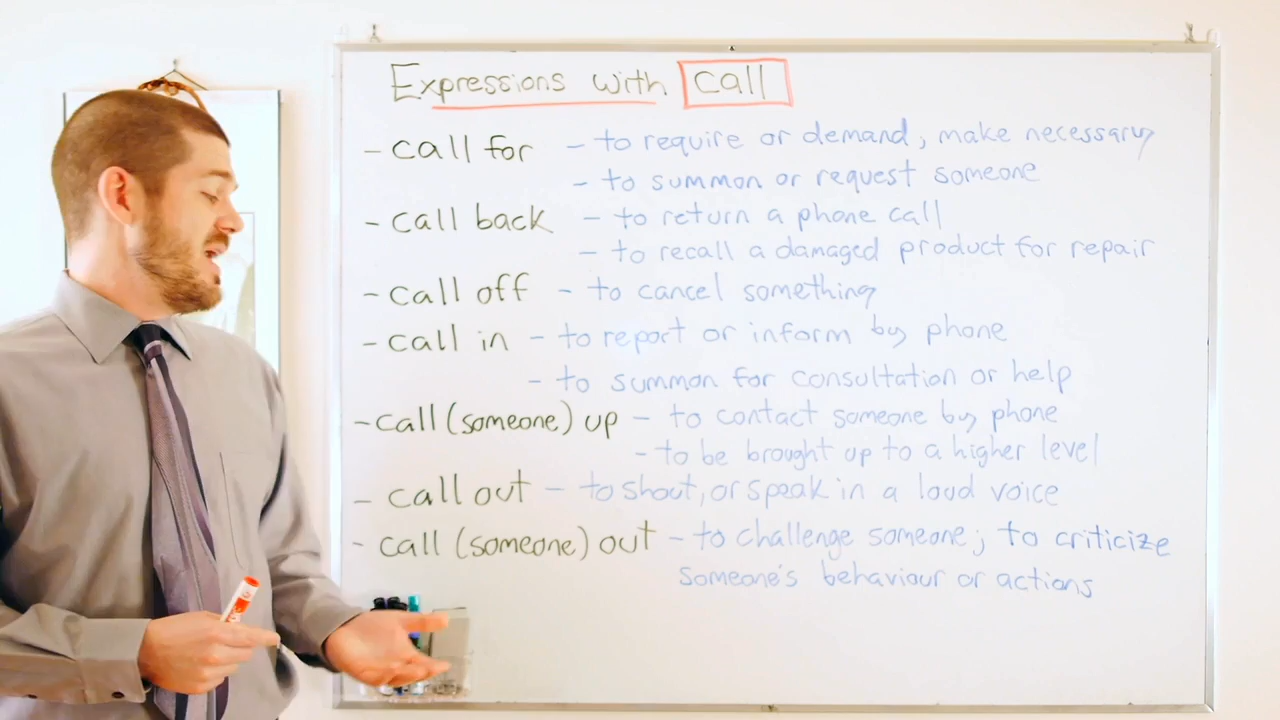 Expressions with call
- call for - to require or demand, make necessary
- to summon or request someone
- call back - to return a phone call
- to recall a damaged product for repair
- call off - to cancel something
- call in - to report or inform by phone
- to summon for consultation or help
- call (someone) up - to contact someone by phone
- to be brought up to a higher level
- call out - to shout, or speak in a loud voice
- call (someone) out - to challenge someone; to criticize
someone's behaviour or actions